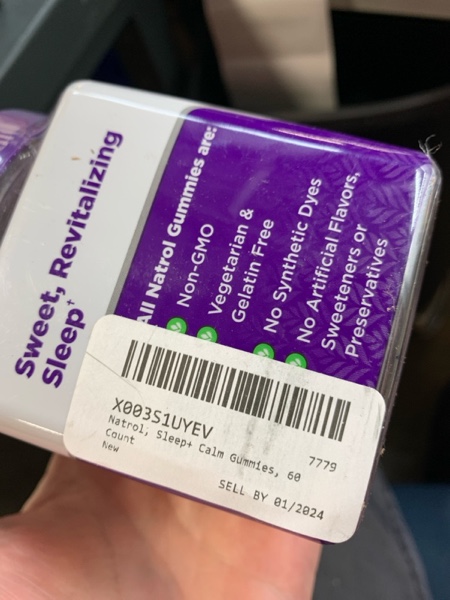 Sweet, Revitalizing
Sleep†
All Natrol Gummies are:
Non-GMO
Vegetarian &
Gelatin Free
No Synthetic Dyes
No Artificial Flavors,
Sweeteners or
Preservatives
X003S1UYEV
7779
Natrol, Sleep+ Calm Gummies, 60
Count
New
SELL BY 01/2024